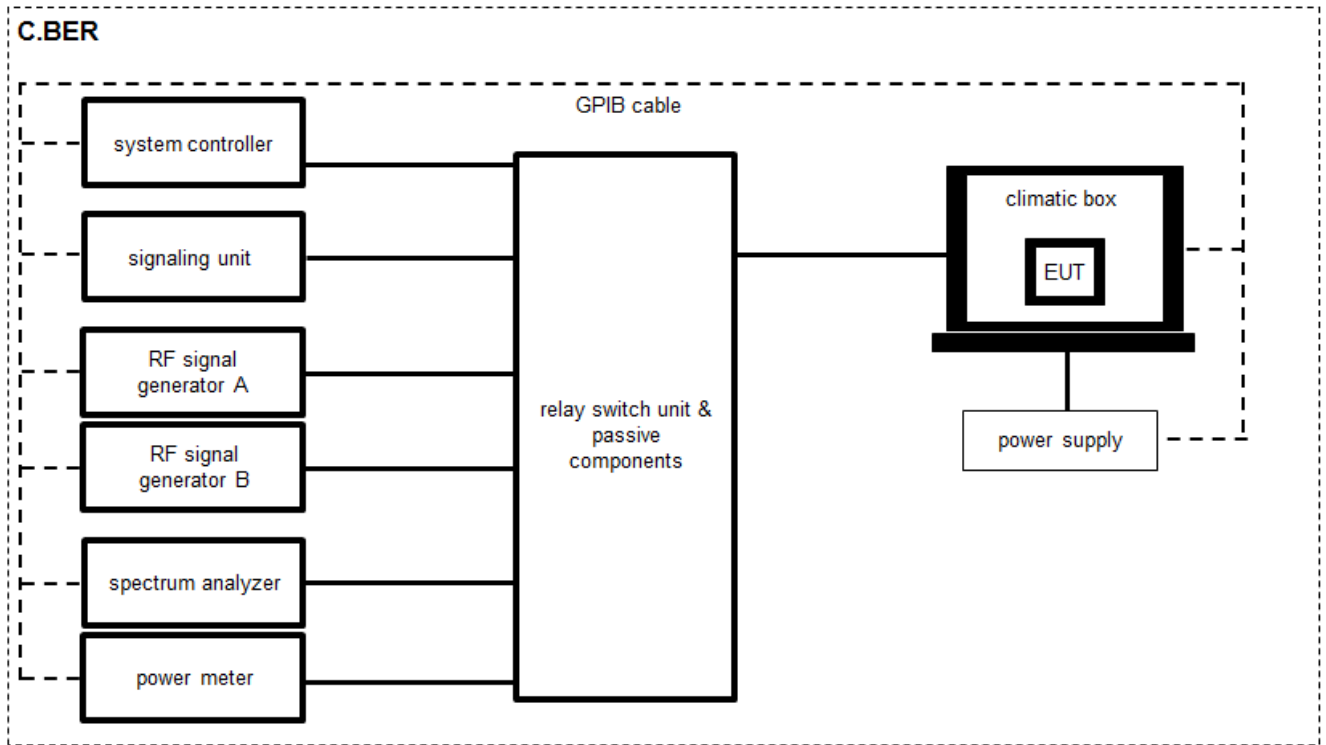 C.BER
GPIB cable
system controller
signaling unit
RF signal
generator A
RF signal
generator B
spectrum analyzer
power meter
relay switch unit &
passive
components
climatic box
EUT
power supply